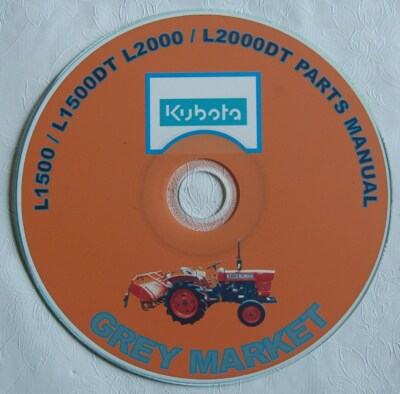 L1500 / L1500DT L2000 / L2000DT PARTS MANUAL
Kubota
GREY MARKET